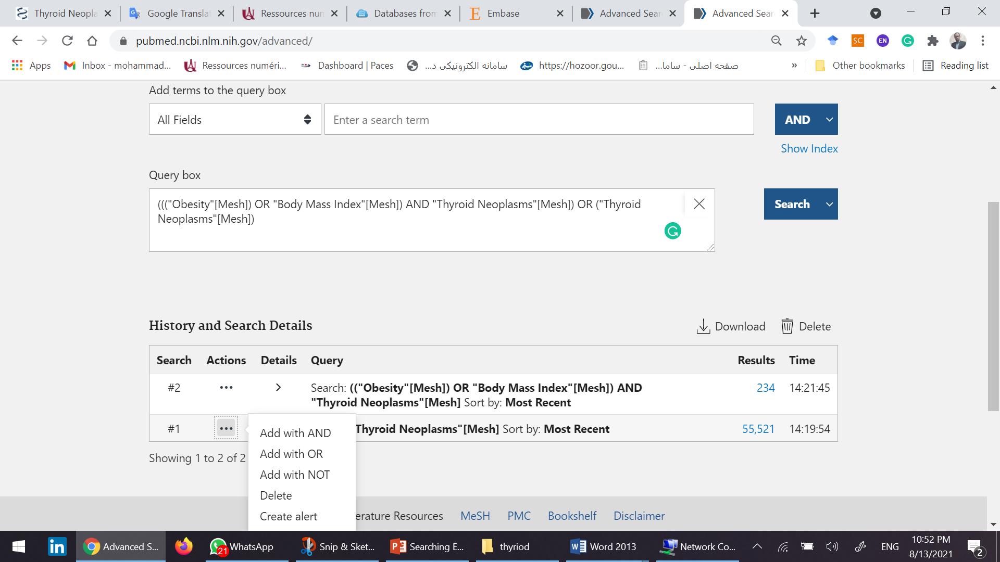 Thyroid Neopla
Google Translat
Ressources num
Databases from
Embase
Advanced Sear
Advanced Sear
pubmed.ncbi.nlm.nih.gov/advanced/
SC
EN
Apps
Inbox - mohammad...
Ressources numéri...
Dashboard | Paces
سامانه الکترونیکی د...
https://hozoor.gou...
صفحه اصلی - ساما...
»
Other bookmarks
Reading list
Add terms to the query box
All Fields
Enter a search term
AND
Show Index
Query box
((("Obesity"[Mesh]) OR "Body Mass Index"[Mesh]) AND "Thyroid Neoplasms"[Mesh]) OR ("Thyroid
Neoplasms"[Mesh])
Search
History and Search Details
Download
Delete
Search Actions Details Query Results Time
#2 ... Search: (("Obesity"[Mesh]) OR "Body Mass Index"[Mesh]) AND 234 14:21:45
"Thyroid Neoplasms"[Mesh] Sort by: Most Recent
#1 ... Thyroid Neoplasms"[Mesh] Sort by: Most Recent 55,521 14:19:54
Add with AND
Add with OR
Add with NOT
Delete
Create alert
Showing 1 to 2 of 2
erature Resources MeSH PMC Bookshelf Disclaimer
in
Advanced S...
21
WhatsApp
Snip & Sket...
Searching E...
thyriod
Word 2013
Network Co...
ENG
10:52 PM
8/13/2021
2